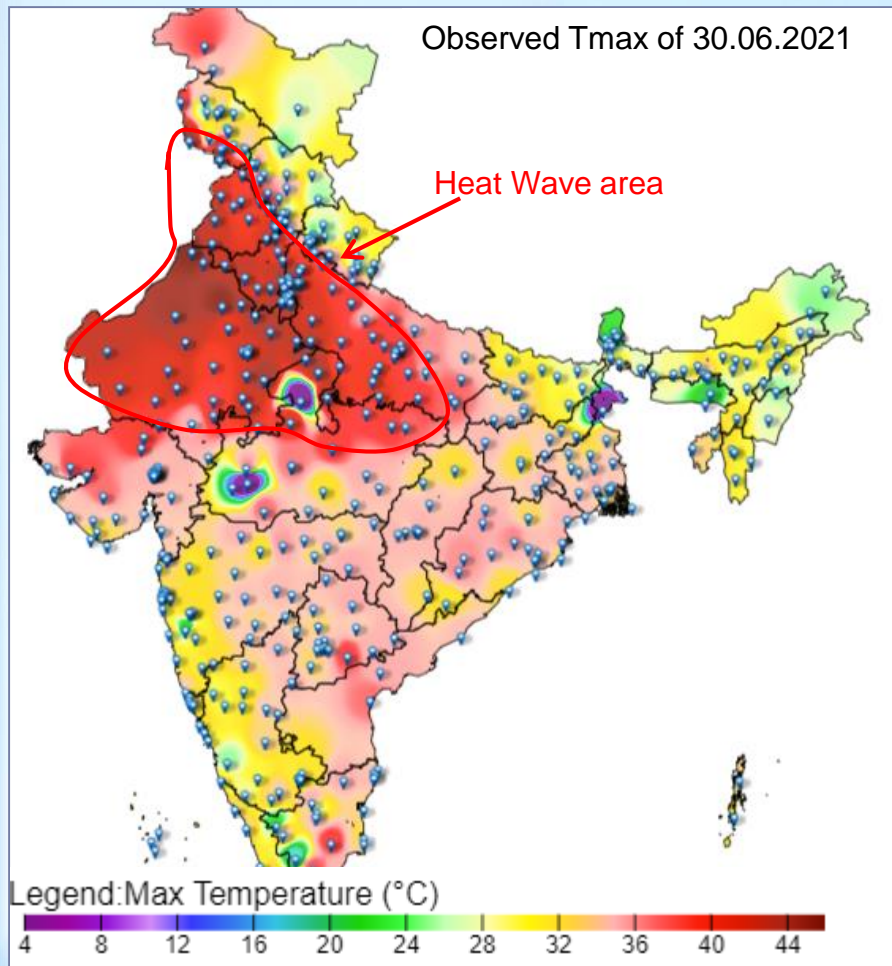 Observed Tmax of 30.06.2021
Heat Wave area
Legend:Max Temperature (°C)
4 8 12 16 20 24 28 32 36 40 44